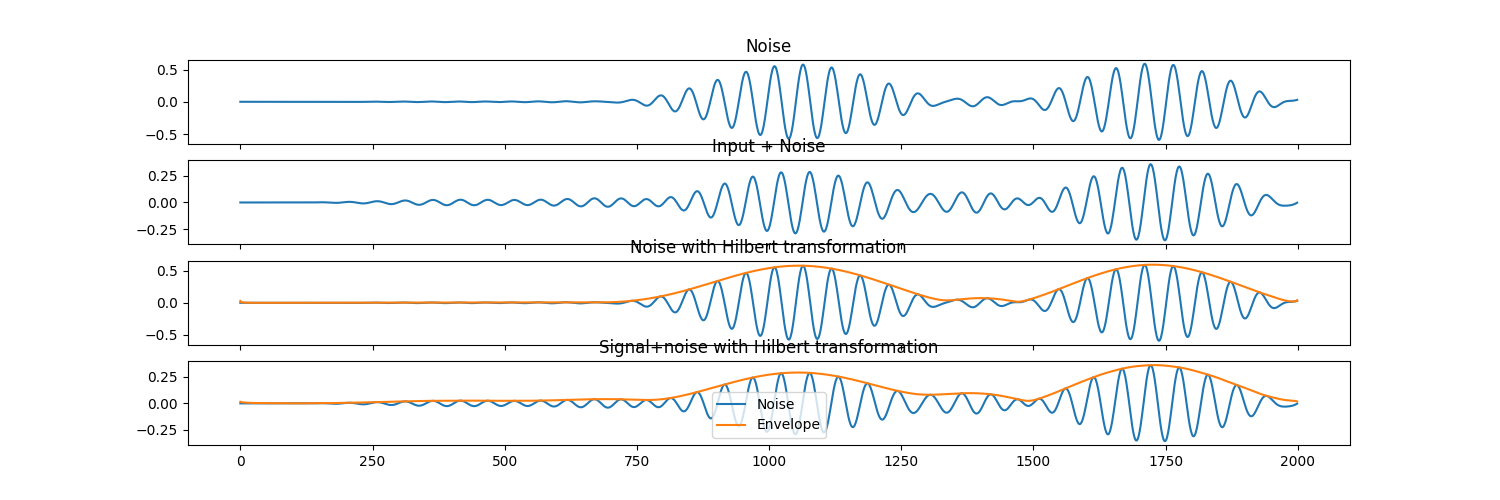 Noise
0.5
0.0
−0.5
Input + Noise
0.25
0.00
−0.25
Noise with Hilbert transformation
0.5
0.0
−0.5
Signal+noise with Hilbert transformation
0.25
0.00
−0.25
Noise
Envelope
0 250 500 750 1000 1250 1500 1750 2000